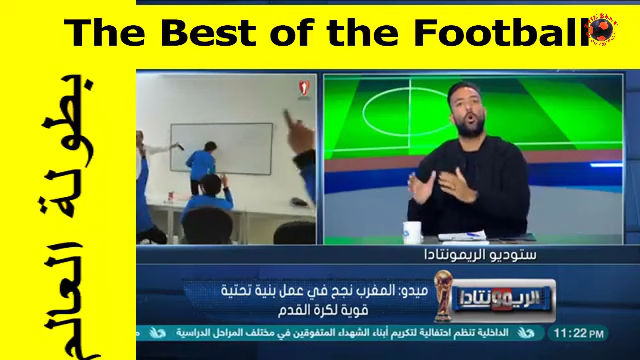 The Best of the Football
بطولة العالم
ستوديو الريمونتادا
ميدو: المغرب نجح في عمل بنية تحتية
قوية لكرة القدم
الريمونتادا
الداخلية تنظم احتفالية لتكريم أبناء الشهداء المتفوقين في مختلف المراحل الدراسية
11:22 PM